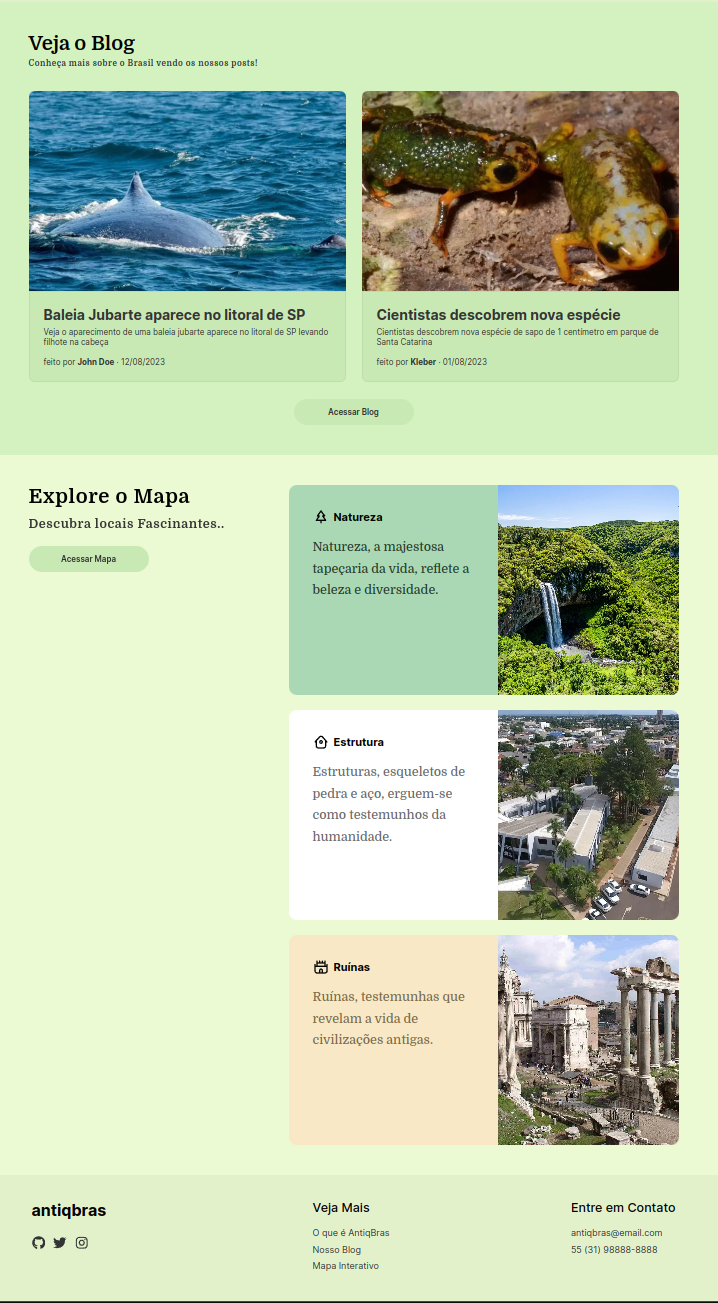 Veja o Blog
Conheça mais sobre o Brasil vendo os nossos posts!
Baleia Jubarte aparece no litoral de SP
Veja o aparecimento de uma baleia jubarte aparece no litoral de SP levando
filhote na cabeça
feito por John Doe · 12/08/2023
Cientistas descobrem nova espécie
Cientistas descobrem nova espécie de sapo de 1 centímetro em parque de
Santa Catarina
feito por Kleber · 01/08/2023
Acessar Blog
Explore o Mapa
Descubra locais Fascinantes..
Acessar Mapa
Natureza
Natureza, a majestosa
tapeçaria da vida, reflete a
beleza e diversidade.
Estrutura
Estruturas, esqueletos de
pedra e aço, erguem-se
como testemunhos da
humanidade.
Ruínas
Ruínas, testemunhas que
revelam a vida de
civilizações antigas.
antiqbras
Veja Mais
O que é AntiqBras
Nosso Blog
Mapa Interativo
Entre em Contato
antiqbras@email.com
55 (31) 98888-8888